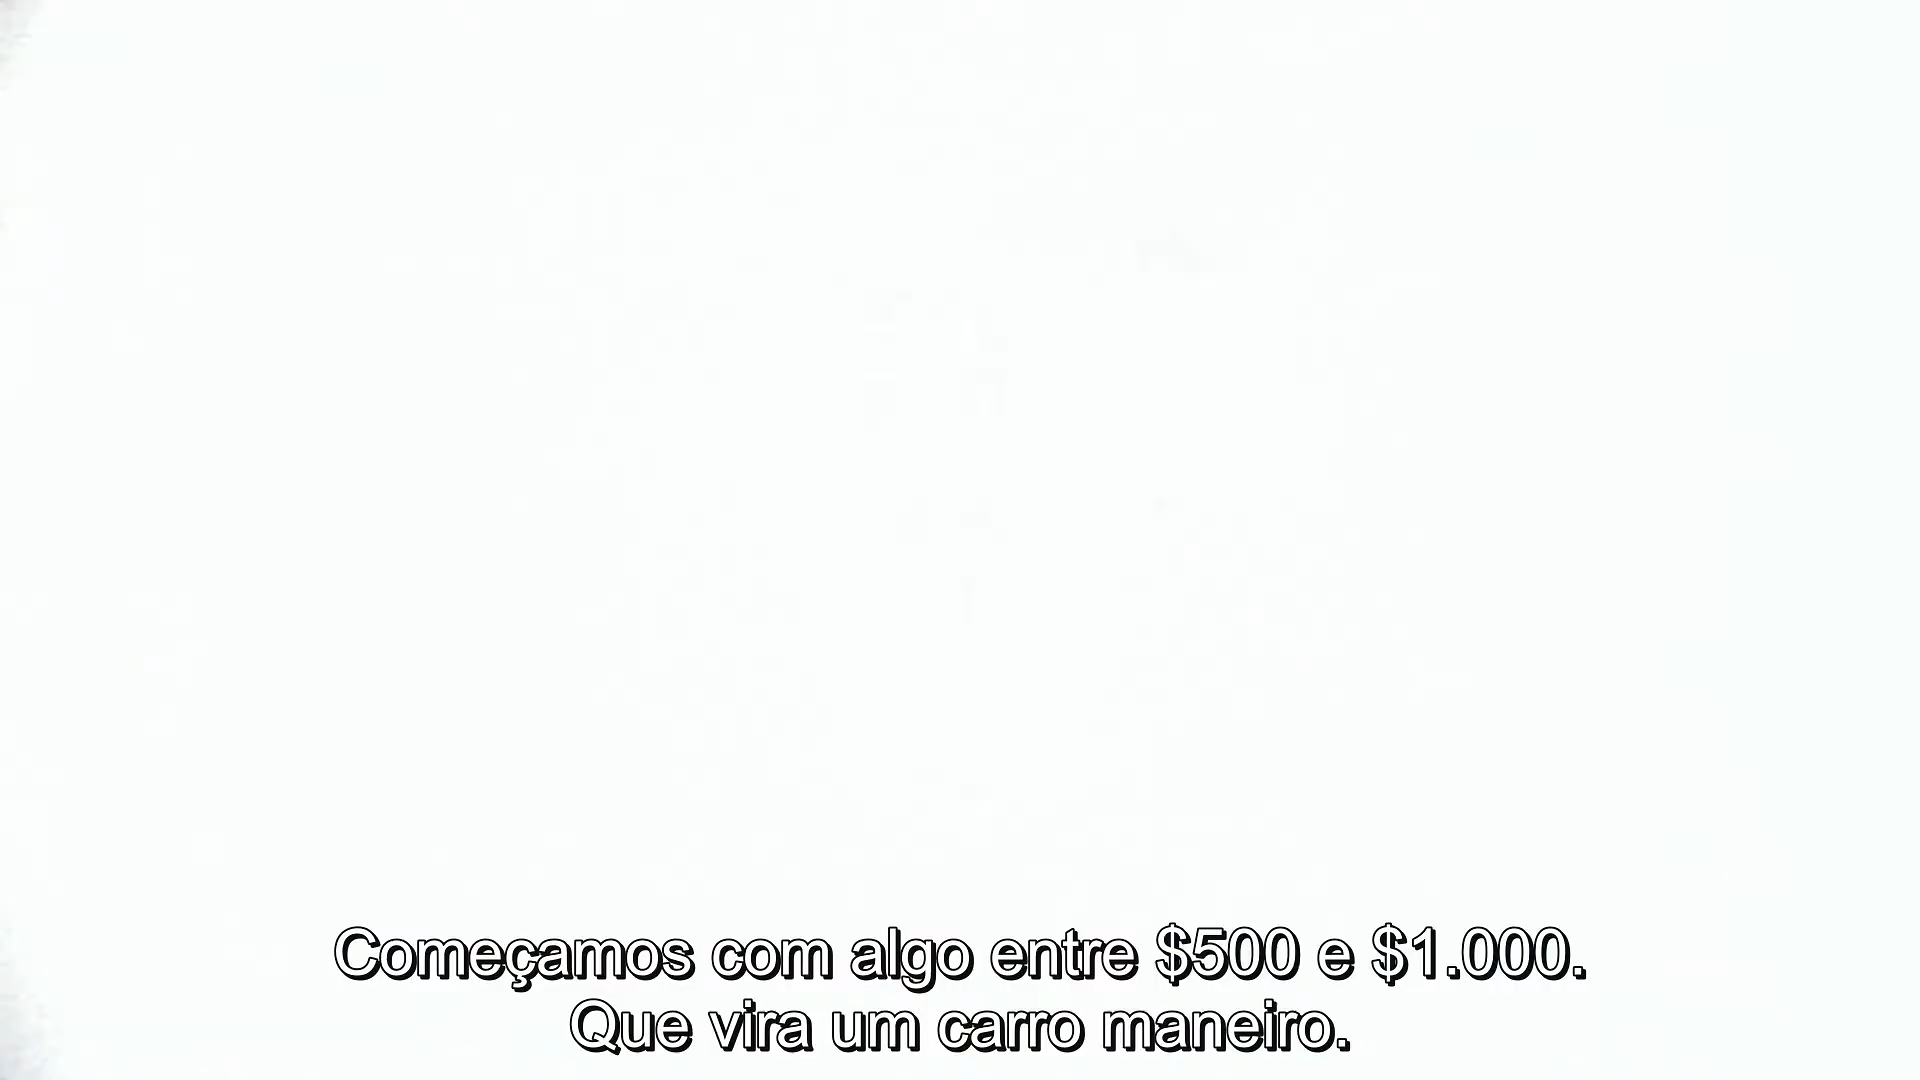 Começamos com algo entre $500 e $1.000.
Que vira um carro maneiro.